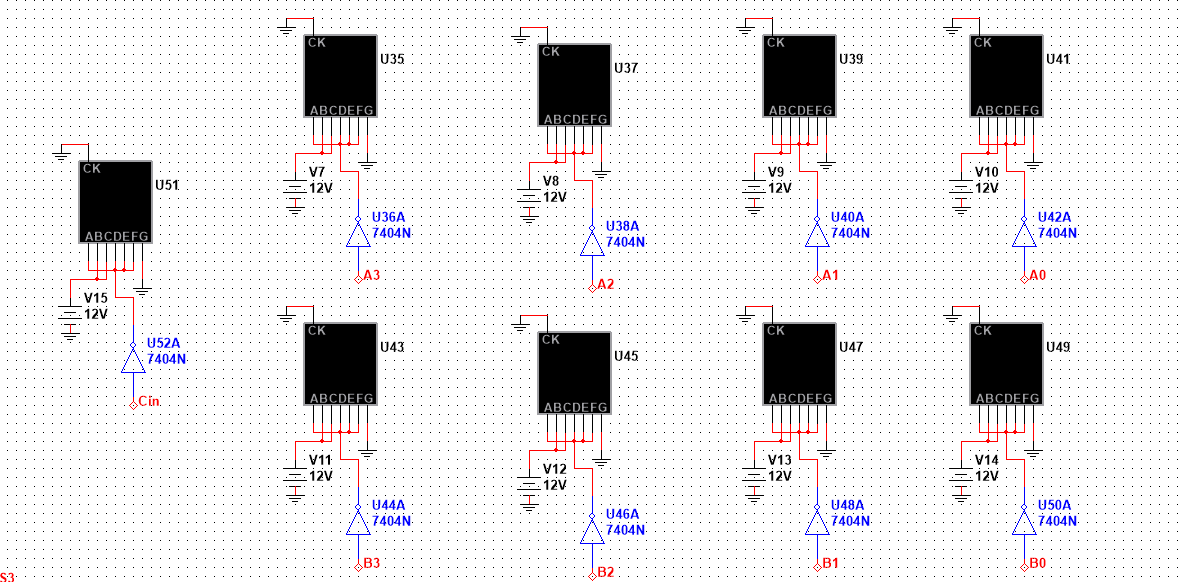 CK
U35
ABCDEFG
V7
12V
U36A
7404N
A3
CK
U37
ABCDEFG
V8
12V
U38A
7404N
A2
CK
U39
ABCDEFG
V9
12V
U40A
7404N
A1
CK
U41
ABCDEFG
V10
12V
U42A
7404N
A0
CK
U51
ABCDEFG
V15
12V
U52A
7404N
Cin
CK
U43
ABCDEFG
V11
12V
U44A
7404N
B3
CK
U45
ABCDEFG
V12
12V
U46A
7404N
B2
CK
U47
ABCDEFG
V13
12V
U48A
7404N
B1
CK
U49
ABCDEFG
V14
12V
U50A
7404N
B0
S3